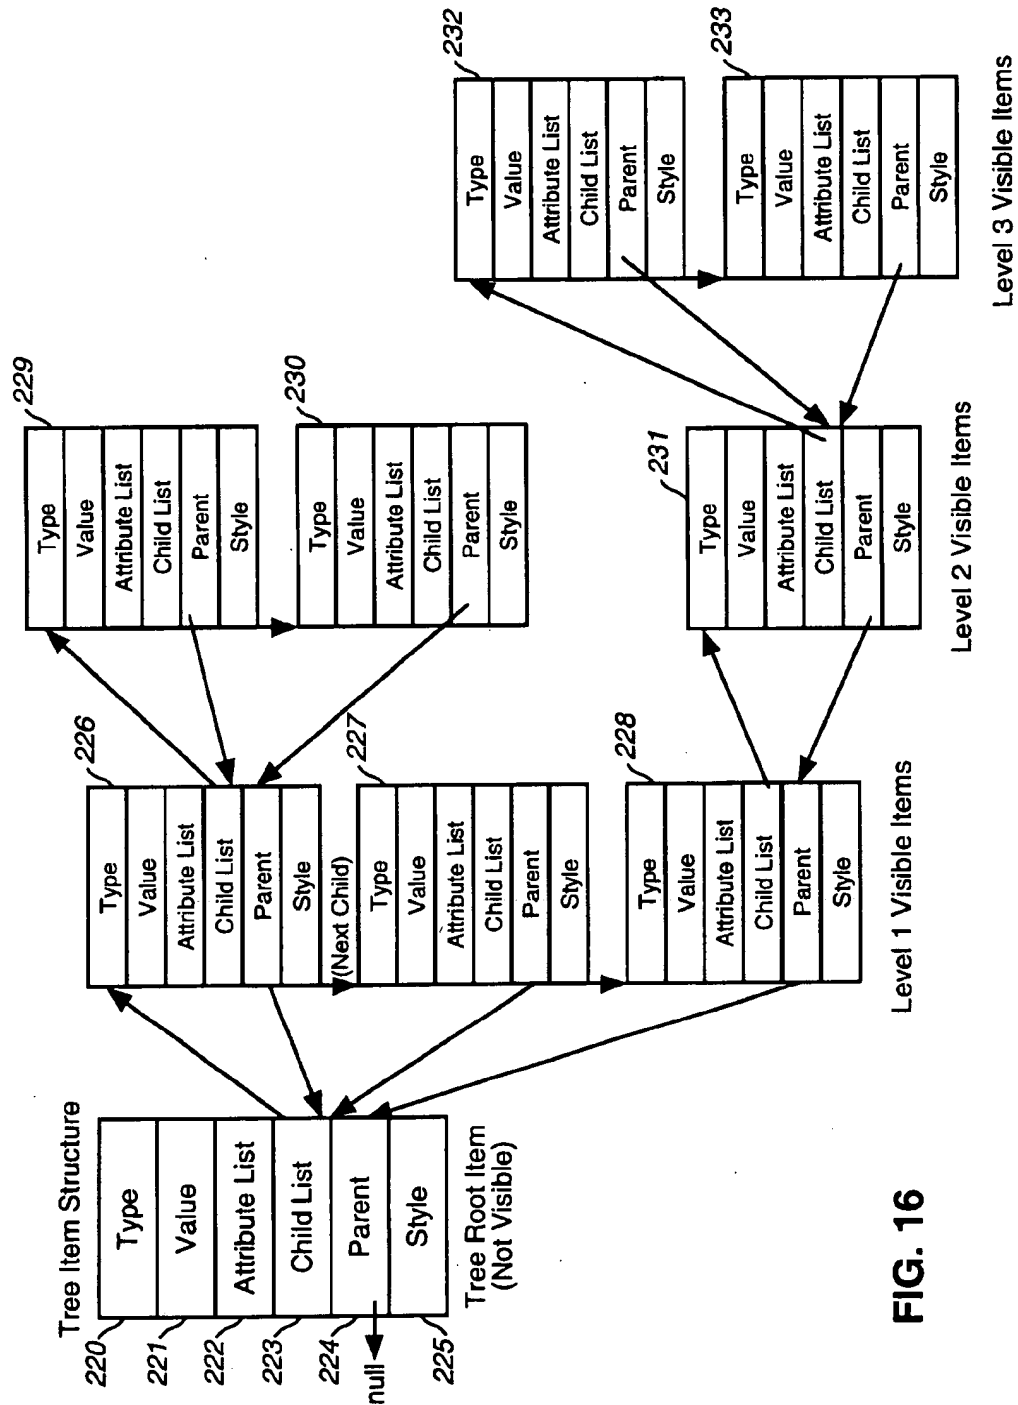 Tree Item Structure
220
Type
221
Value
222
Attribute List
223
Child List
224
Parent
null
225
Style
Tree Root Item
(Not Visible)
226
Type
Value
Attribute List
Child List
Parent
Style
(Next Child)
227
Type
Value
Attribute List
Child List
Parent
Style
228
Type
Value
Attribute List
Child List
Parent
Style
Level 1 Visible Items
229
Type
Value
Attribute List
Child List
Parent
Style
230
Type
Value
Attribute List
Child List
Parent
Style
231
Type
Value
Attribute List
Child List
Parent
Style
Level 2 Visible Items
232
Type
Value
Attribute List
Child List
Parent
Style
233
Type
Value
Attribute List
Child List
Parent
Style
Level 3 Visible Items
FIG. 16